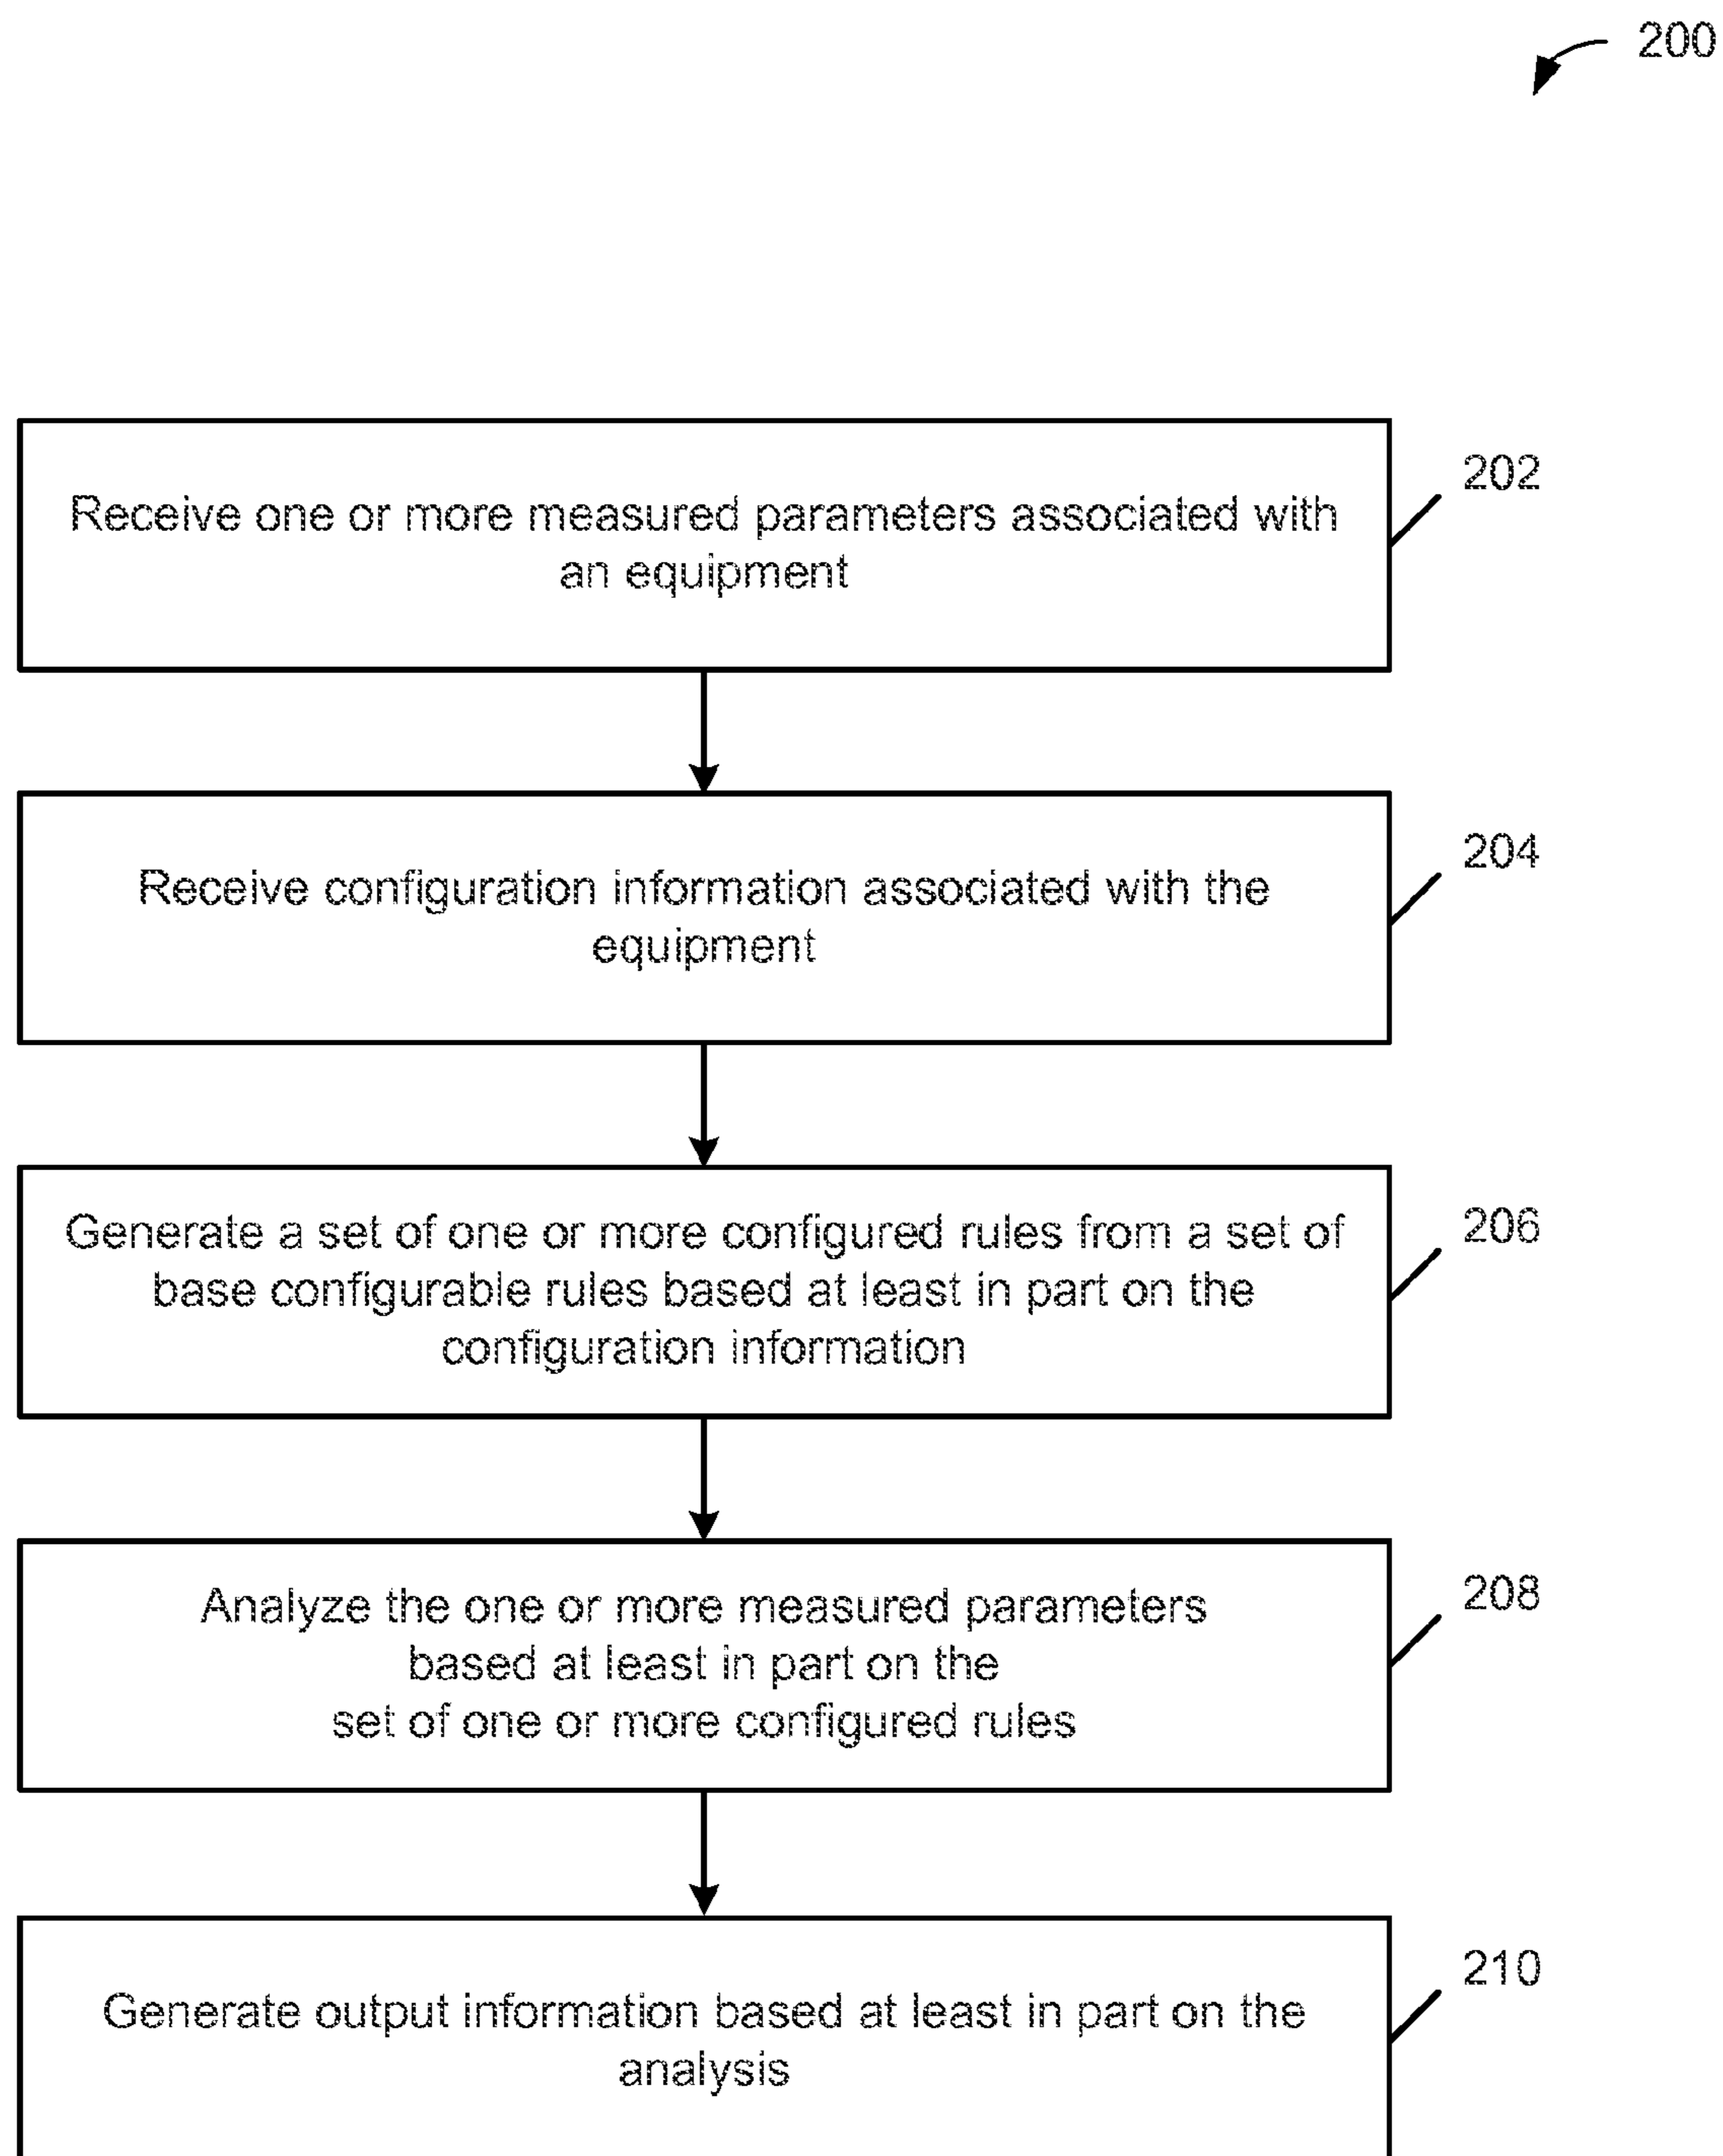 200
Receive one or more measured parameters associated with
an equipment
202
Receive configuration information associated with the
equipment
204
Generate a set of one or more configured rules from a set of
base configurable rules based at least in part on the
configuration information
206
Analyze the one or more measured parameters
based at least in part on the
set of one or more configured rules
208
Generate output information based at least in part on the
analysis
210